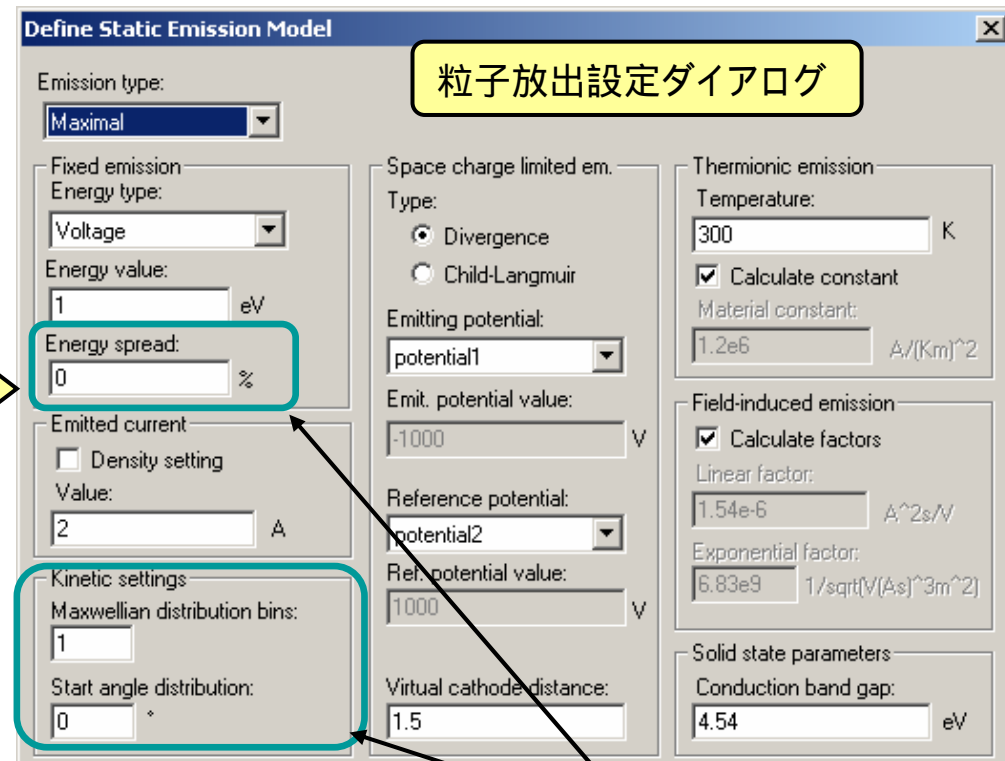 Define Static Emission Model
粒子放出設定ダイアログ
Emission type:
Maximal
Fixed emission
Energy type:
Voltage
Energy value:
1 eV
Energy spread:
0 %
Emitted current
Density setting
Value:
2 A
Kinetic settings
Maxwellian distribution bins:
1
Start angle distribution:
0 °
Space charge limited em.
Type:
Divergence
Child-Langmuir
Emitting potential:
potential1
Emit. potential value:
-1000 V
Reference potential:
potential2
Ref. potential value:
1000 V
Virtual cathode distance:
1.5
Thermionic emission
Temperature:
300 K
Calculate constant
Material constant:
1.2e6 A/(Km)^2
Field-induced emission
Calculate factors
Linear factor:
1.54e-6 A^2s/V
Exponential factor:
6.83e9 1/sqrt(V(As)^3m^2)
Solid state parameters
Conduction band gap:
4.54 eV